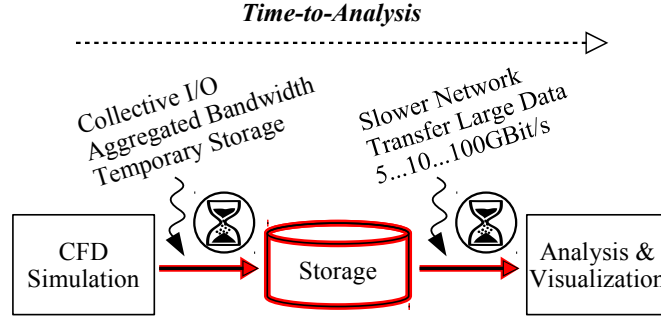 Time-to-Analysis
Collective I/O
Aggregated Bandwidth
Temporary Storage
Slower Network
Transfer Large Data
5...10...100GBit/s
CFD
Simulation
Storage
Analysis &
Visualization